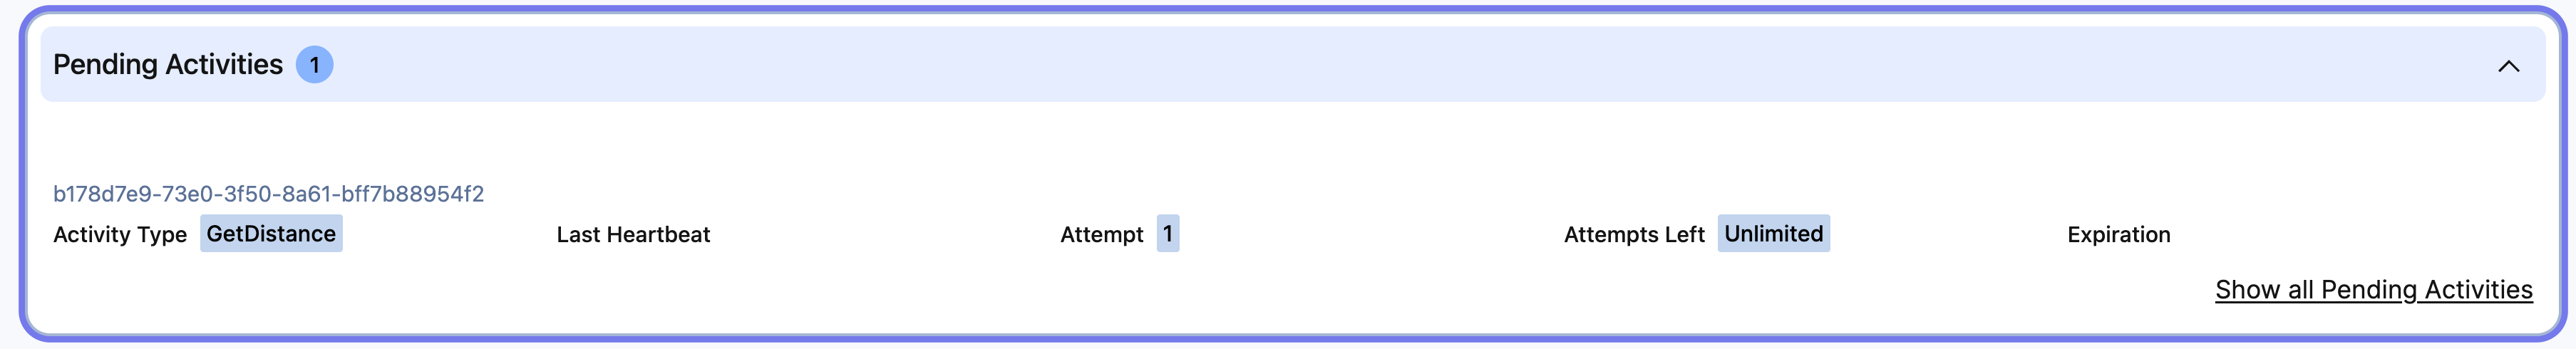 Pending Activities 1
b178d7e9-73e0-3f50-8a61-bff7b88954f2
Activity Type GetDistance Last Heartbeat Attempt 1 Attempts Left Unlimited Expiration
Show all Pending Activities